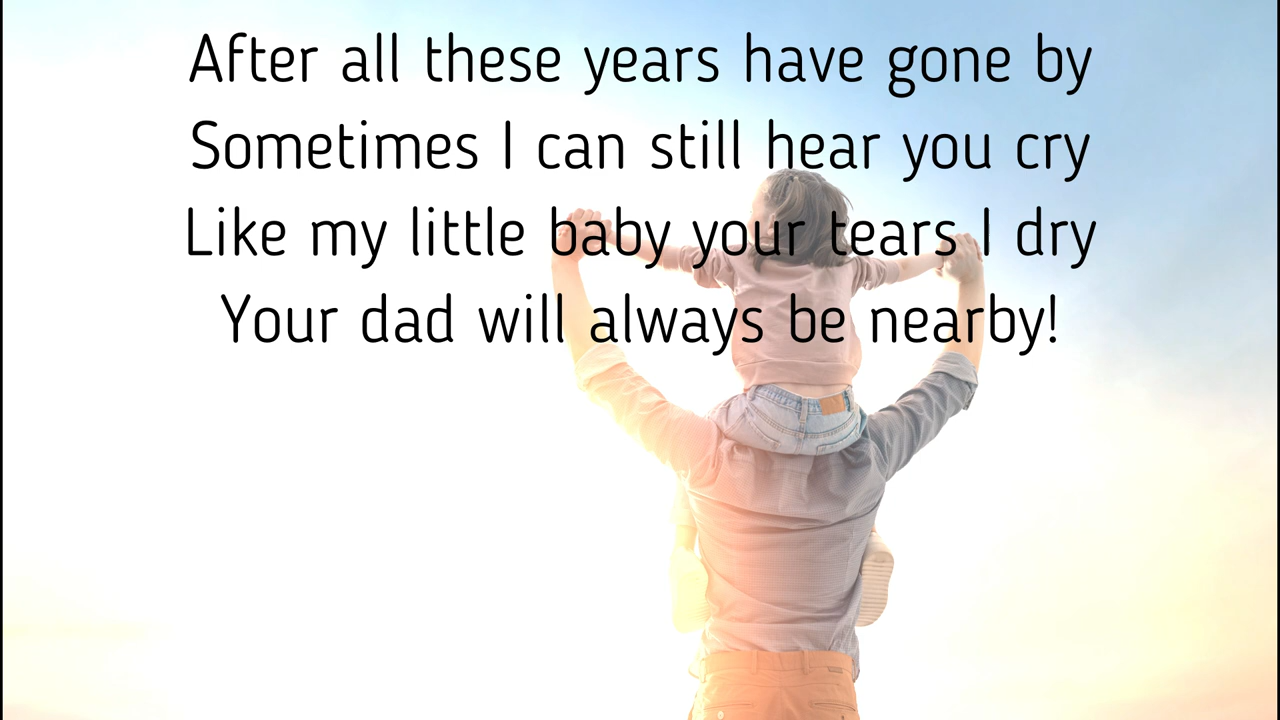 After all these years have gone by
Sometimes I can still hear you cry
Like my little baby your tears I dry
Your dad will always be nearby!